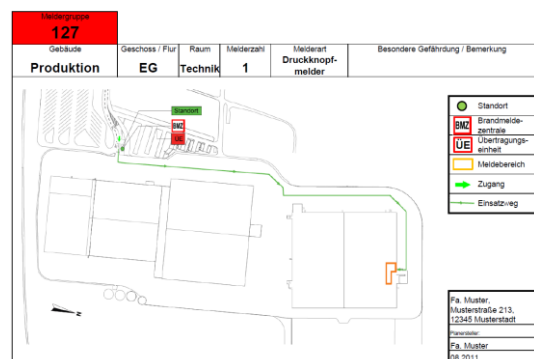 Meldergruppe
127
Gebäude
Geschoss / Flur
Raum
Melderzahl
Melderart
Besondere Gefährdung / Bemerkung
Produktion
EG
Technik
1
Druckknopf-
melder
Standort
BMZ
ÜE
Standort
BMZ
Brandmelde-
zentrale
ÜE
Übertragungs-
einheit
Meldebereich
Zugang
Einsatzweg
N
Fa. Muster,
Musterstraße 213,
12345 Musterstadt
Planersteller:
Fa. Muster
08.2011